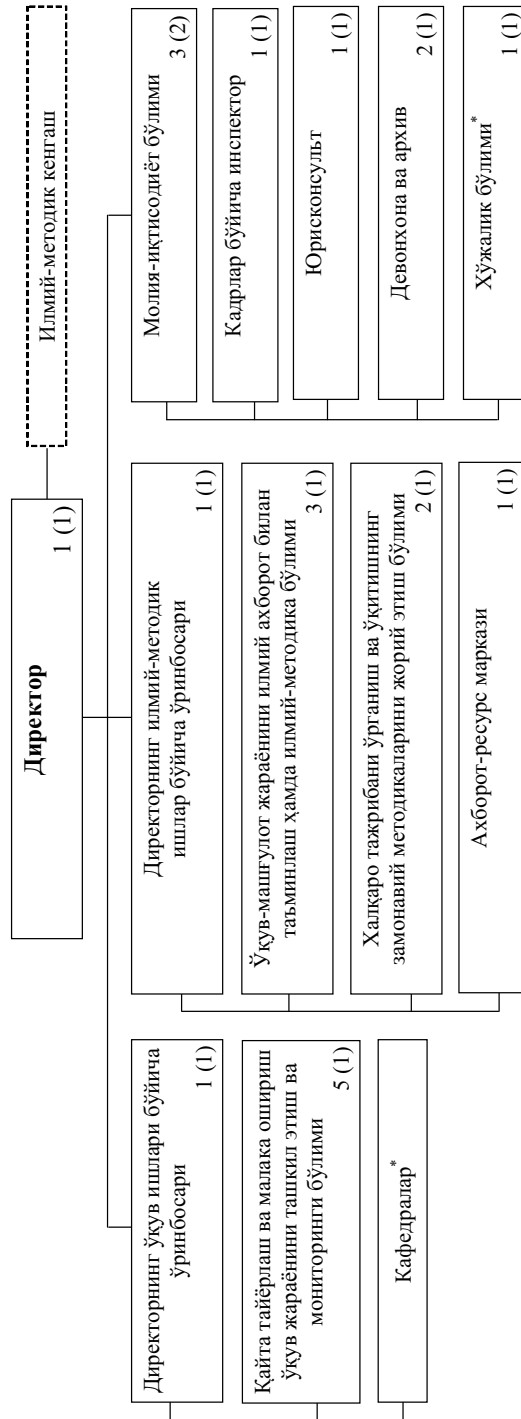 Директор
1 (1)
Илмий-методик кенгаш
Директорнинг ўқув ишлари бўйича
ўринбосари
1 (1)
Қайта тайёрлаш ва малака ошириш
ўқув жараёнини ташкил этиш ва
мониторинги бўлими
5 (1)
Кафедралар*
Директорнинг илмий-методик
ишлар бўйича ўринбосари
1 (1)
Ўқув-машғулот жараёнини илмий ахборот билан
таъминлаш ҳамда илмий-методика бўлими
3 (1)
Халқаро тажрибани ўрганиш ва ўқитишнинг
замонавий методикаларини жорий этиш бўлими
2 (1)
Ахборот-ресурс маркази
1 (1)
Молия-иқтисодиёт бўлими
3 (2)
Кадрлар бўйича инспектор
1 (1)
Юрисконсульт
1 (1)
Девонхона ва архив
2 (1)
Хўжалик бўлими*
1 (1)